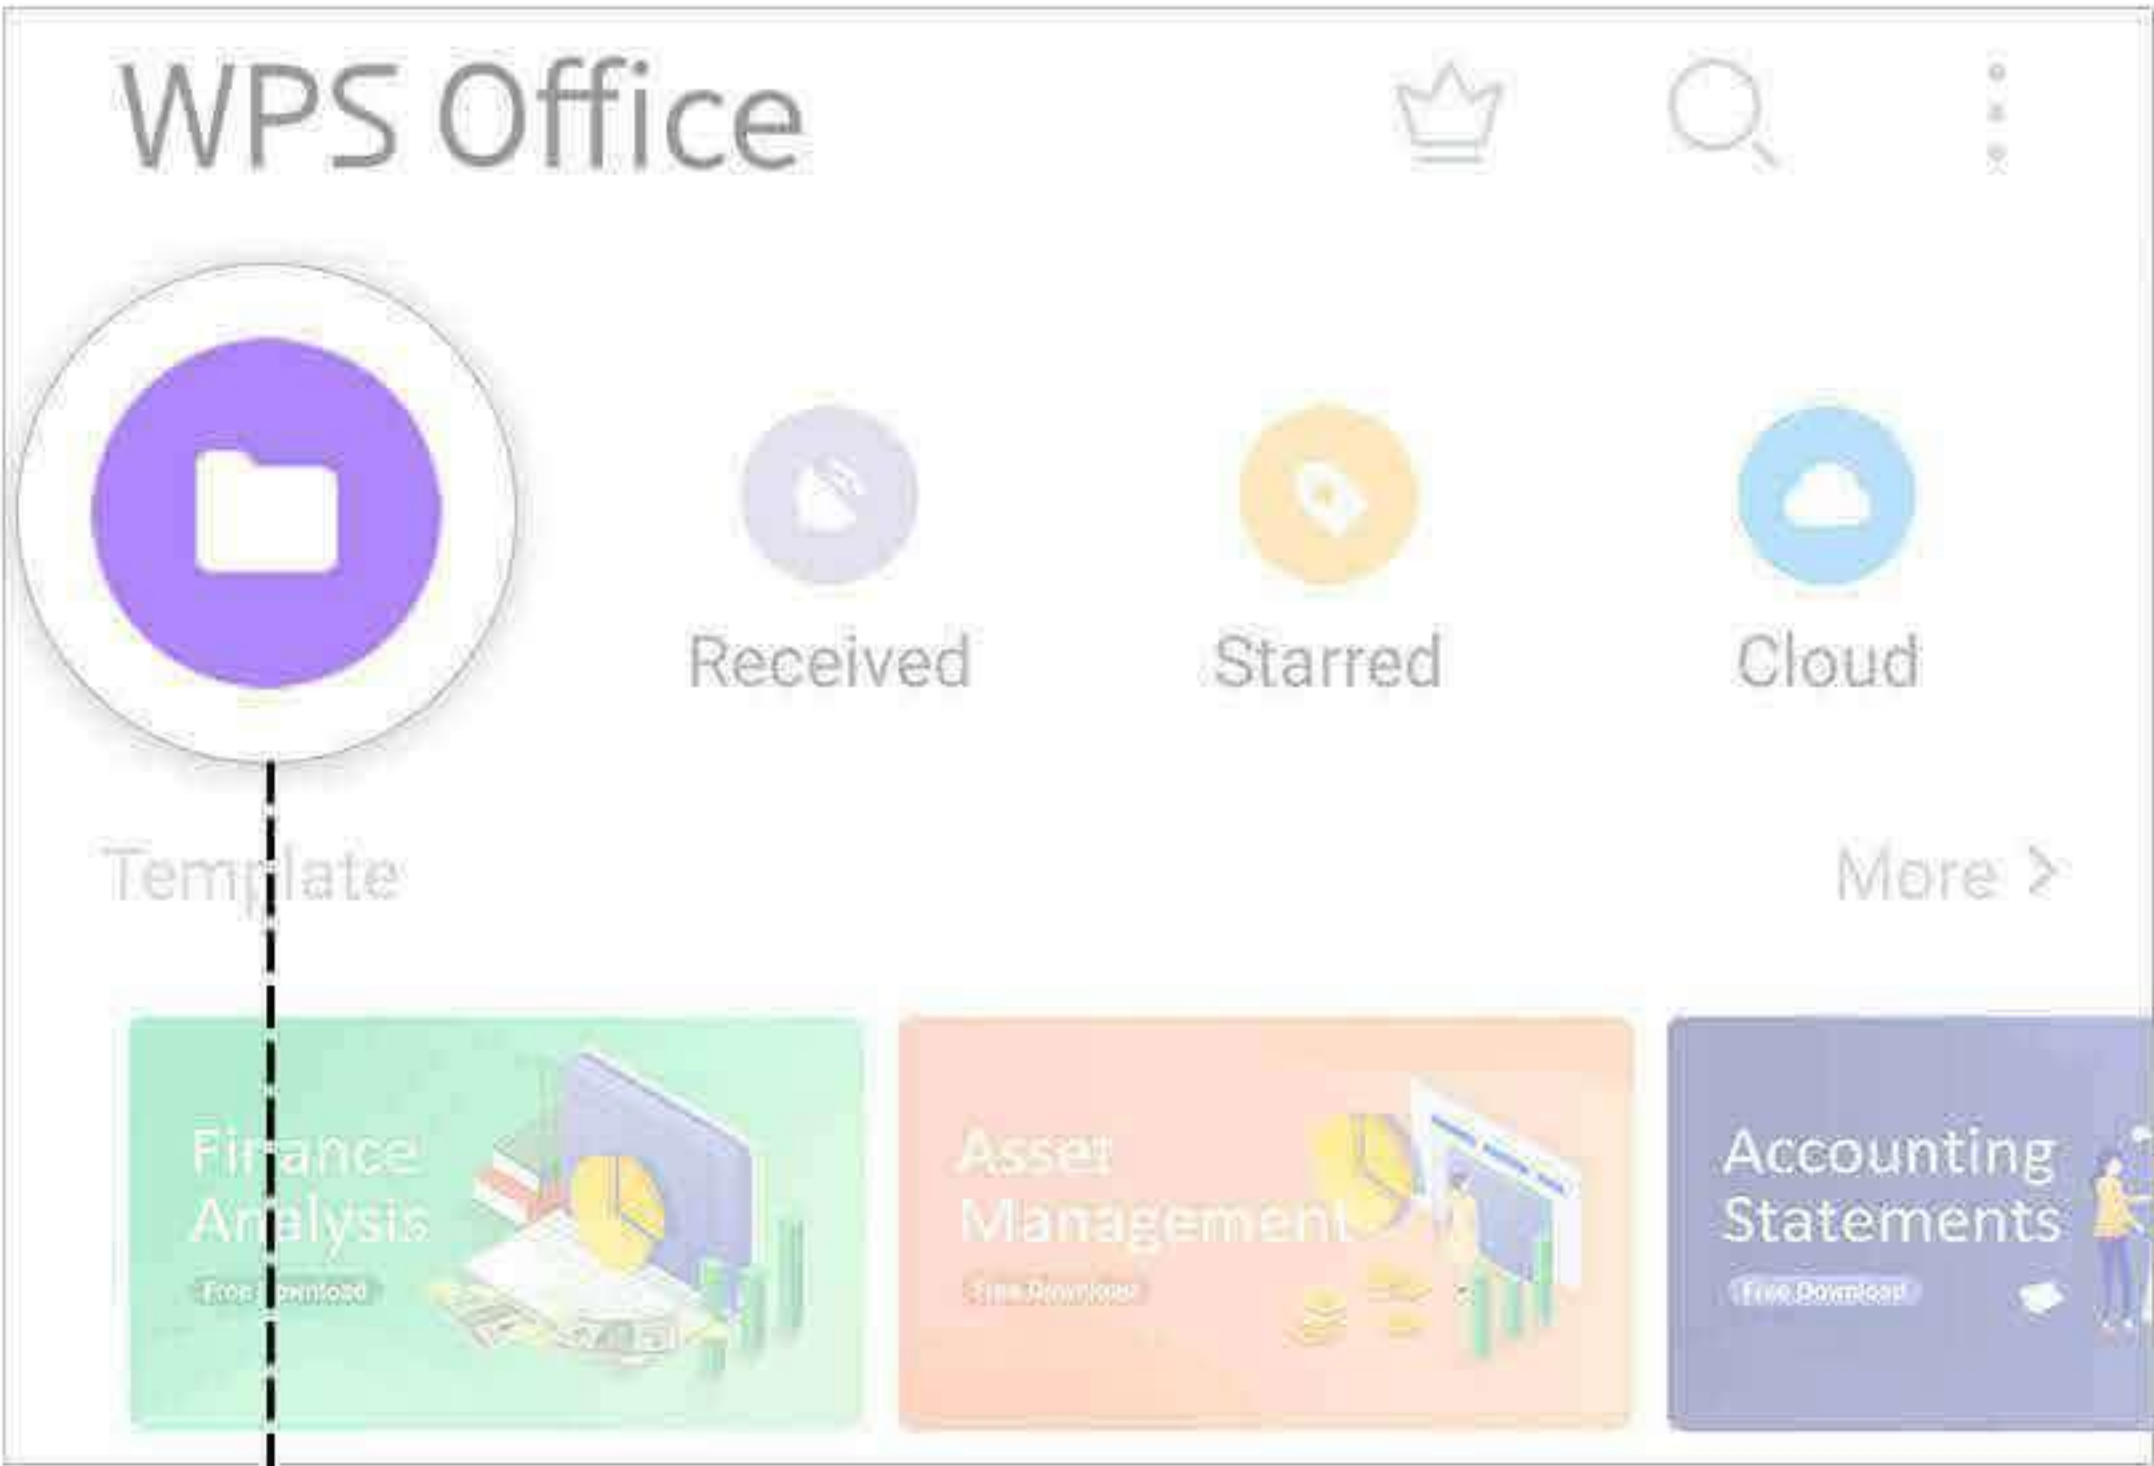 WPS Office
Received
Starred
Cloud
Template
More >
Finance
Analysis
Free Download
Asset
Management
Free Download
Accounting
Statements
Free Download